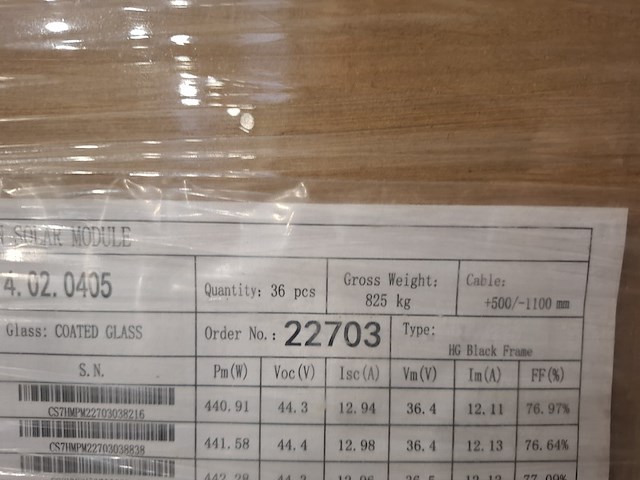 SOLAR MODULE
4.02.0405
Quantity: 36 pcs
Gross Weight:
825 kg
Cable:
+500/-1100 mm
Glass: COATED GLASS
Order No.: 22703
Type:
HG Black Frame
S.N. Pm(W) Voc(V) Isc(A) Vm(V) Im(A) FF(%)
CS7HMPM22703038216 440.91 44.3 12.94 36.4 12.11 76.97%
CS7HMPM22703038838 441.58 44.4 12.98 36.4 12.13 76.64%